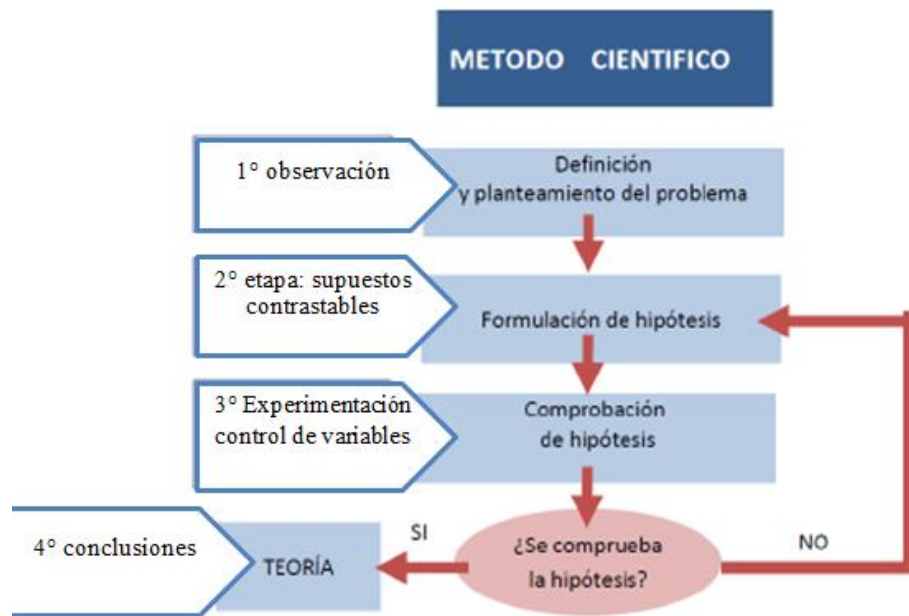 METODO CIENTIFICO
1° observación
Definición
y planteamiento del problema
2° etapa: supuestos
contrastables
Formulación de hipótesis
3° Experimentación
control de variables
Comprobación
de hipótesis
4° conclusiones
TEORÍA
SI
¿Se comprueba
la hipótesis?
NO